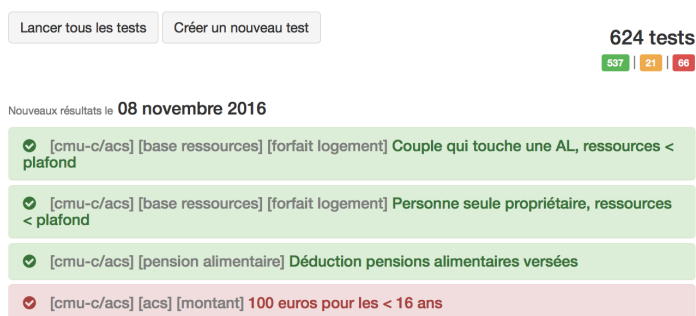 Lancer tous les tests Créer un nouveau test
624 tests
537 | 21 | 66
Nouveaux résultats le 08 novembre 2016
[cmu-c/acs] [base ressources] [forfait logement] Couple qui touche une AL, ressources <
plafond
[cmu-c/acs] [base ressources] [forfait logement] Personne seule propriétaire, ressources
< plafond
[cmu-c/acs] [pension alimentaire] Déduction pensions alimentaires versées
[cmu-c/acs] [acs] [montant] 100 euros pour les < 16 ans